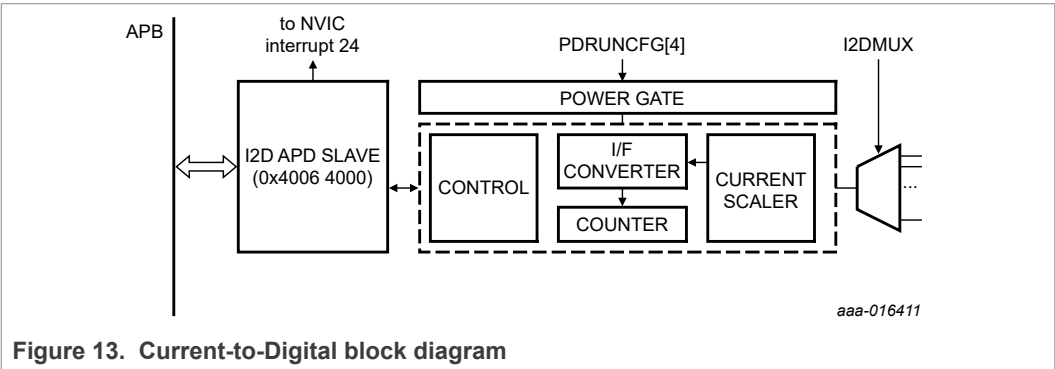 APB
to NVIC
interrupt 24
PDRUNCFG[4]
I2DMUX
POWER GATE
I2D APD SLAVE
(0x4006 4000)
CONTROL
I/F
CONVERTER
COUNTER
CURRENT
SCALER
...
aaa-016411
Figure 13. Current-to-Digital block diagram